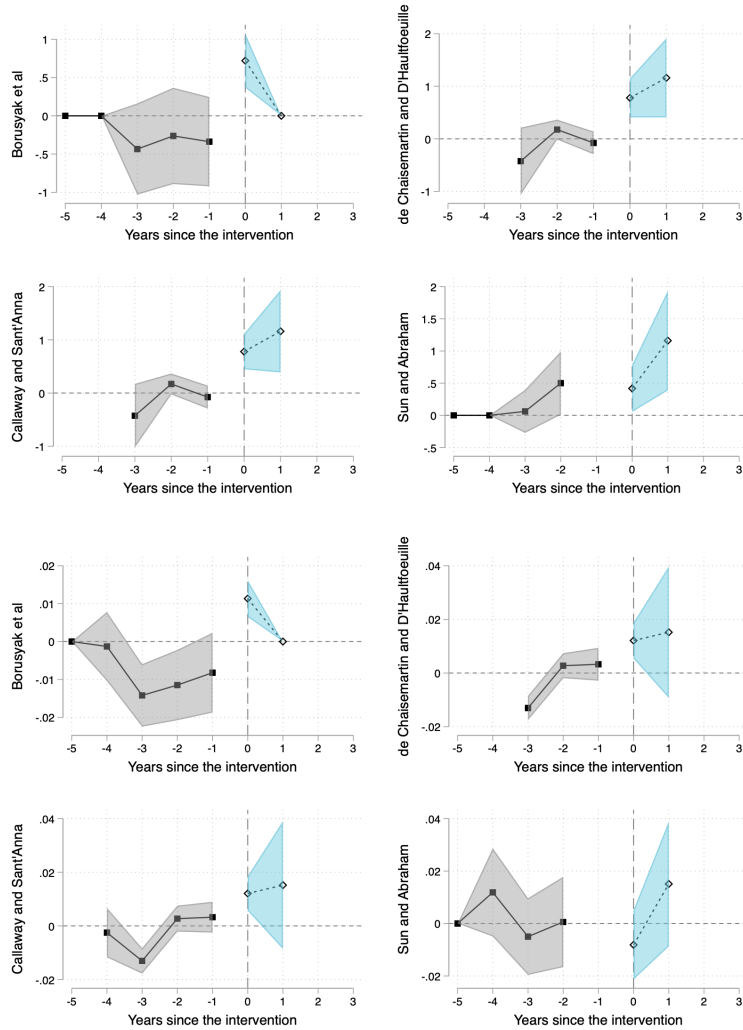 Borusyak et al
1
.5
0
-.5
-1
-5 -4 -3 -2 -1 0 1 2 3
Years since the intervention
de Chaisemartin and D'Haultfoeuille
2
1
0
-1
-5 -4 -3 -2 -1 0 1 2 3
Years since the intervention
Callaway and Sant'Anna
2
1
0
-1
-5 -4 -3 -2 -1 0 1 2 3
Years since the intervention
Sun and Abraham
2
1.5
1
.5
0
-.5
-5 -4 -3 -2 -1 0 1 2 3
Years since the intervention
Borusyak et al
.02
.01
0
-.01
-.02
-5 -4 -3 -2 -1 0 1 2 3
Years since the intervention
de Chaisemartin and D'Haultfoeuille
.04
.02
0
-.02
-5 -4 -3 -2 -1 0 1 2 3
Years since the intervention
Callaway and Sant'Anna
.04
.02
0
-.02
-5 -4 -3 -2 -1 0 1 2 3
Years since the intervention
Sun and Abraham
.04
.02
0
-.02
-5 -4 -3 -2 -1 0 1 2 3
Years since the intervention